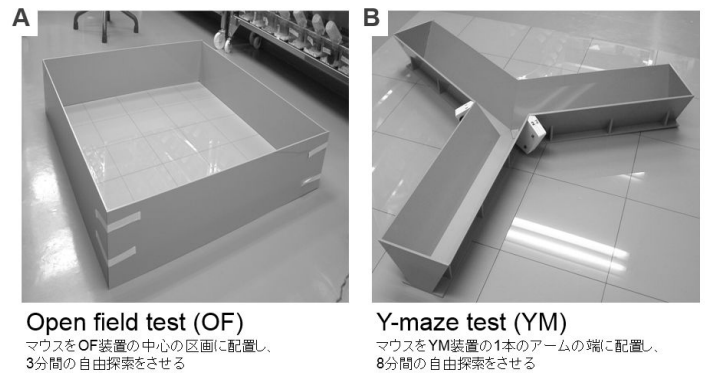 A
B
Open field test (OF)
マウスをOF装置の中心の区画に配置し、
3分間の自由探索をさせる
Y-maze test (YM)
マウスをYM装置の1本のアームの端に配置し、
8分間の自由探索をさせる